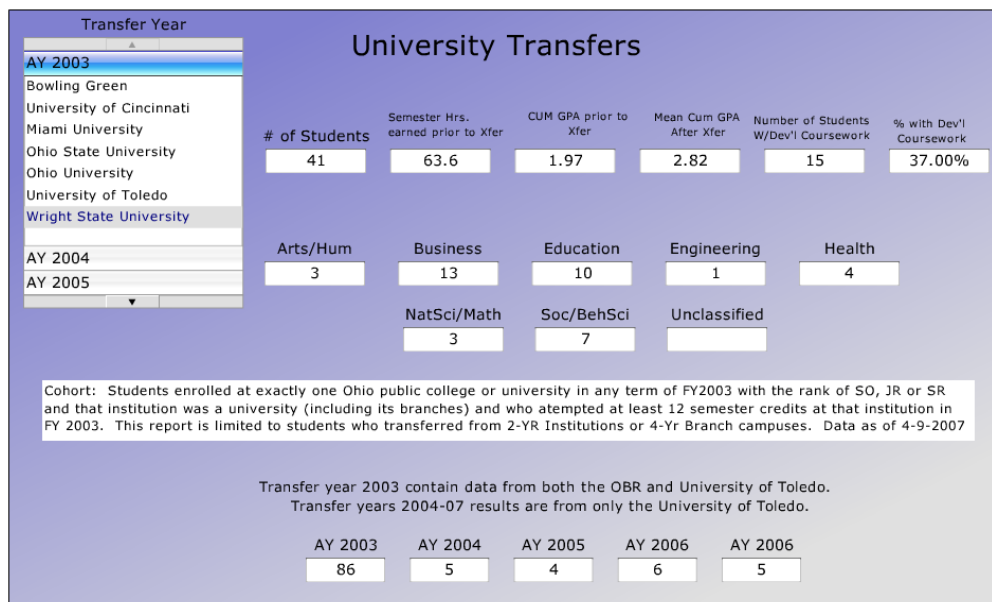 Transfer Year
University Transfers
AY 2003
Bowling Green
University of Cincinnati
Miami University
Ohio State University
Ohio University
University of Toledo
Wright State University
AY 2004
AY 2005
# of Students
Semester Hrs.
earned prior to Xfer
CUM GPA prior to
Xfer
Mean Cum GPA
After Xfer
Number of Students
W/Dev'l Coursework
% with Dev'l
Coursework
41
63.6
1.97
2.82
15
37.00%
Arts/Hum
Business
Education
Engineering
Health
3
13
10
1
4
NatSci/Math
Soc/BehSci
Unclassified
3
7
Cohort: Students enrolled at exactly one Ohio public college or university in any term of FY2003 with the rank of SO, JR or SR
and that institution was a university (including its branches) and who atempted at least 12 semester credits at that institution in
FY 2003. This report is limited to students who transferred from 2-YR Institutions or 4-Yr Branch campuses. Data as of 4-9-2007
Transfer year 2003 contain data from both the OBR and University of Toledo.
Transfer years 2004-07 results are from only the University of Toledo.
AY 2003
AY 2004
AY 2005
AY 2006
AY 2006
86
5
4
6
5